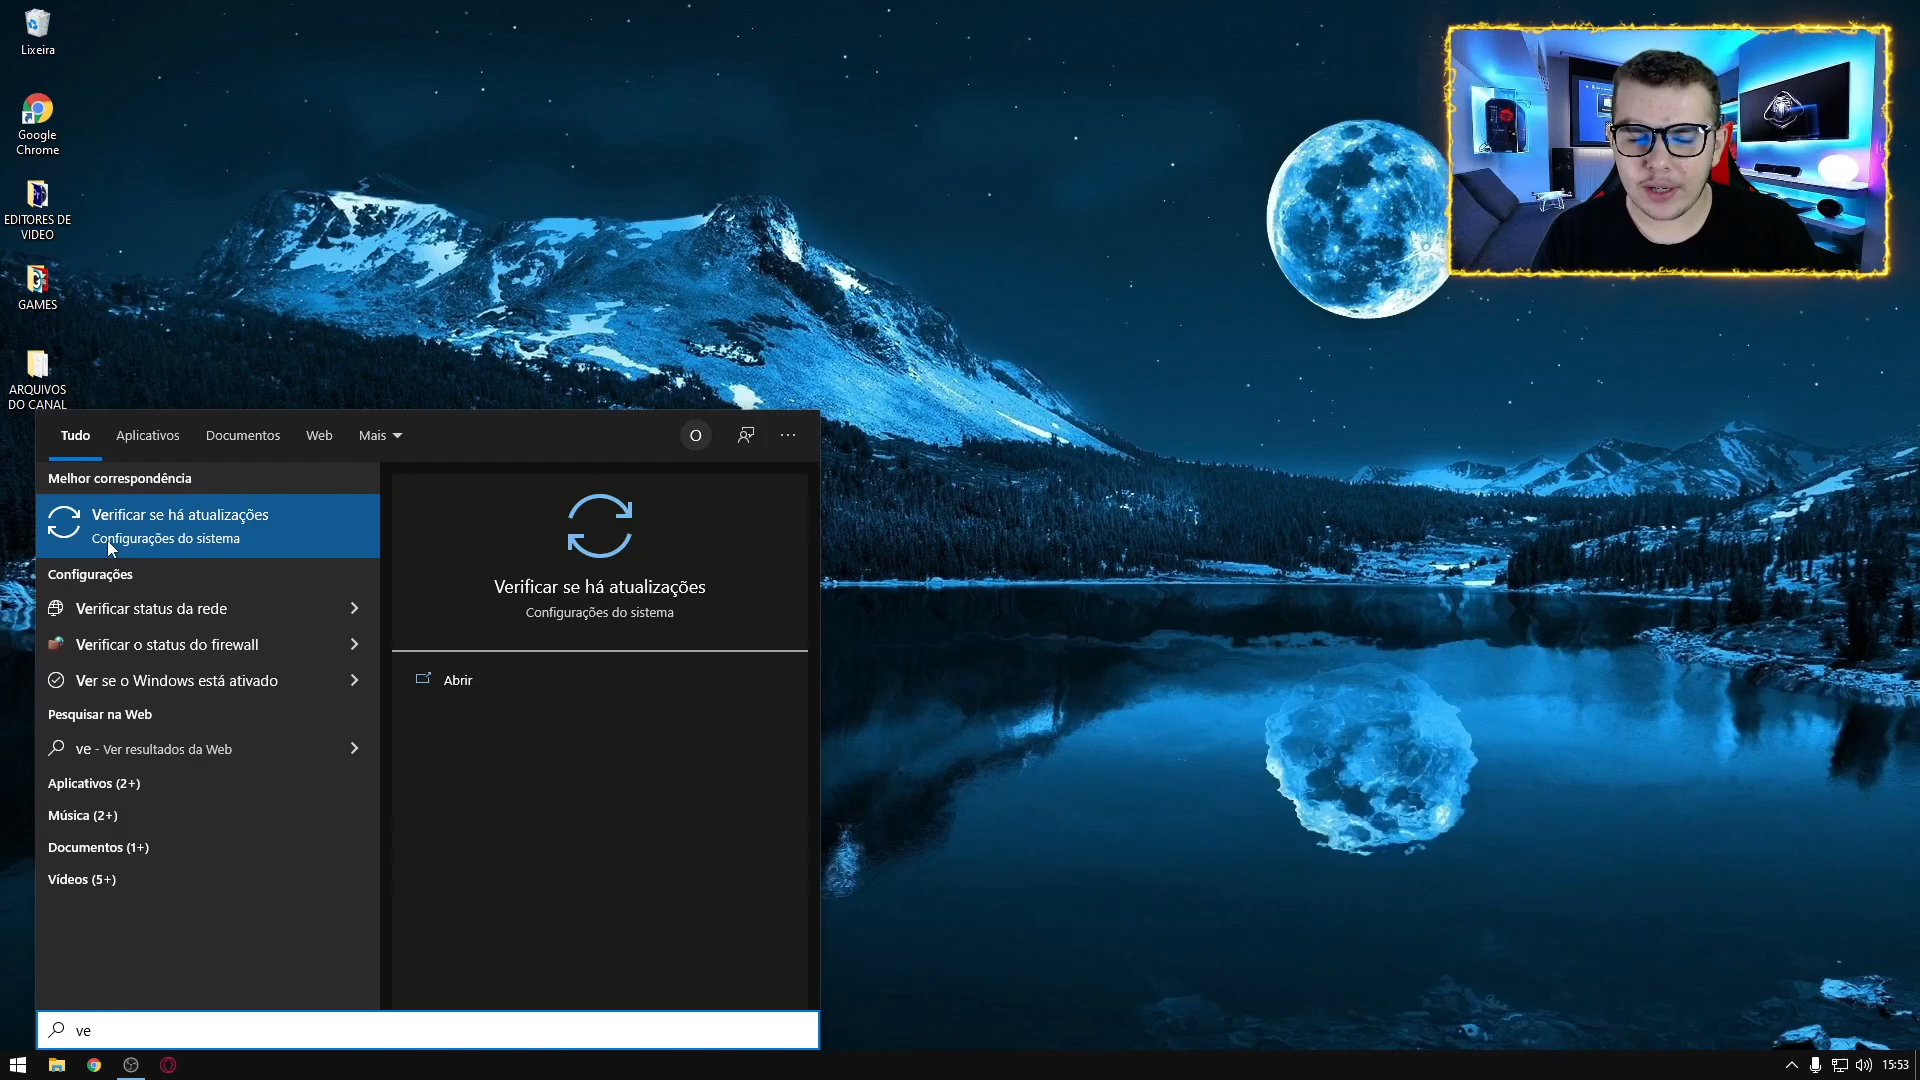 Lixeira
Google
Chrome
EDITORES DE
VIDEO
GAMES
ARQUIVOS
DO CANAL
Tudo
Aplicativos
Documentos
Web
Mais
O
Melhor correspondência
Verificar se há atualizações
Configurações do sistema
Configurações
Verificar status da rede
Verificar o status do firewall
Ver se o Windows está ativado
Pesquisar na Web
ve - Ver resultados da Web
Aplicativos (2+)
Música (2+)
Documentos (1+)
Vídeos (5+)
Verificar se há atualizações
Configurações do sistema
Abrir
ve
15:53